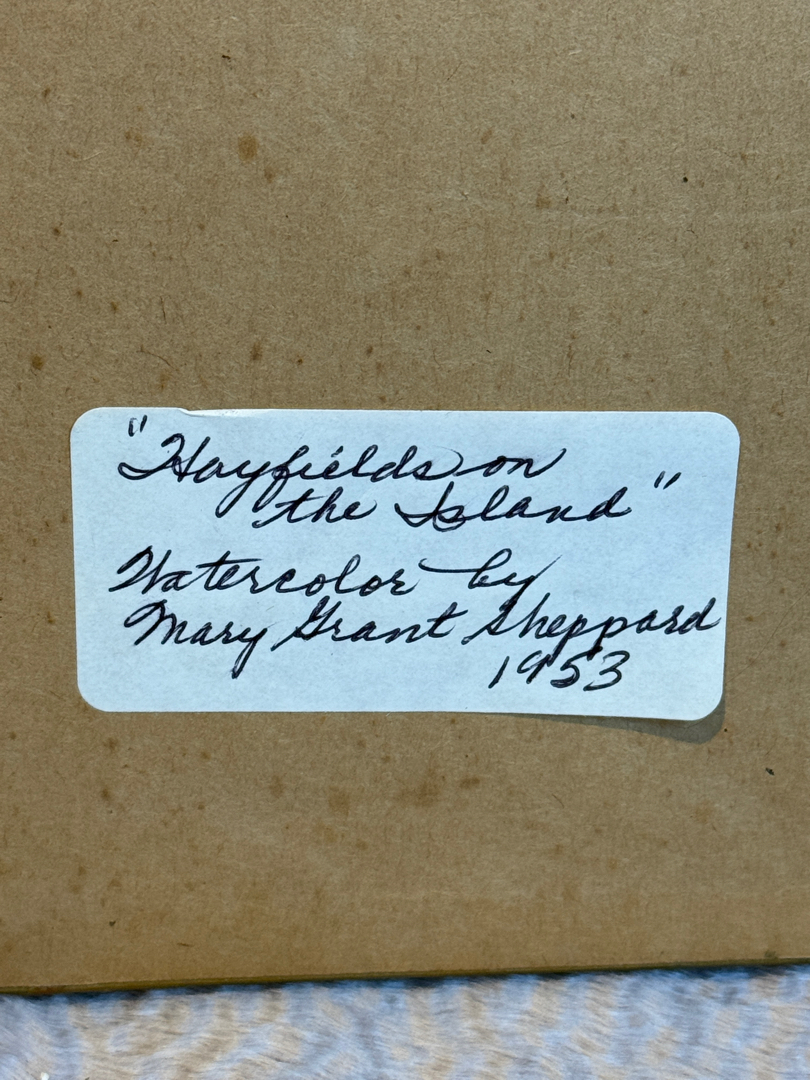 "Hayfields on
the Island"
Watercolor by
Mary Grant Sheppard
1953